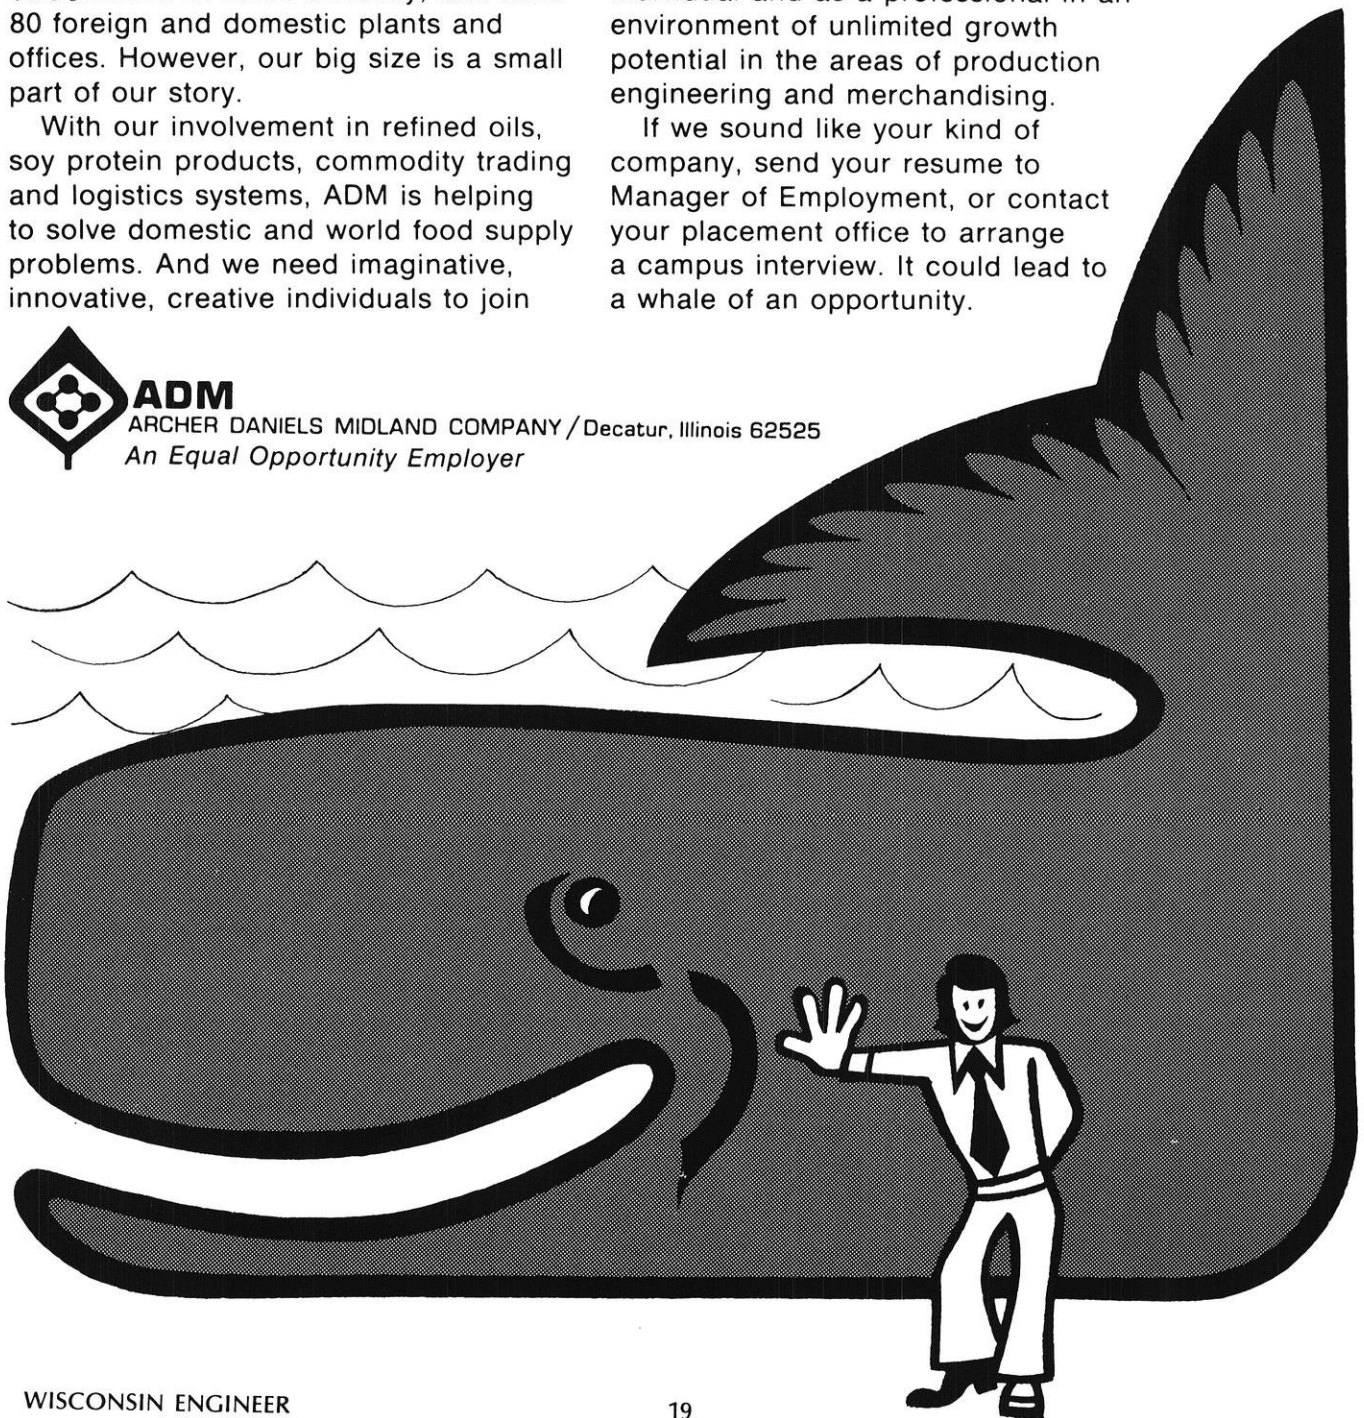 80 foreign and domestic plants and
offices. However, our big size is a small
part of our story.
With our involvement in refined oils,
soy protein products, commodity trading
and logistics systems, ADM is helping
to solve domestic and world food supply
problems. And we need imaginative,
innovative, creative individuals to join
environment of unlimited growth
potential in the areas of production
engineering and merchandising.
If we sound like your kind of
company, send your resume to
Manager of Employment, or contact
your placement office to arrange
a campus interview. It could lead to
a whale of an opportunity.
ADM
ARCHER DANIELS MIDLAND COMPANY/Decatur, Illinois 62525
An Equal Opportunity Employer
WISCONSIN ENGINEER
19